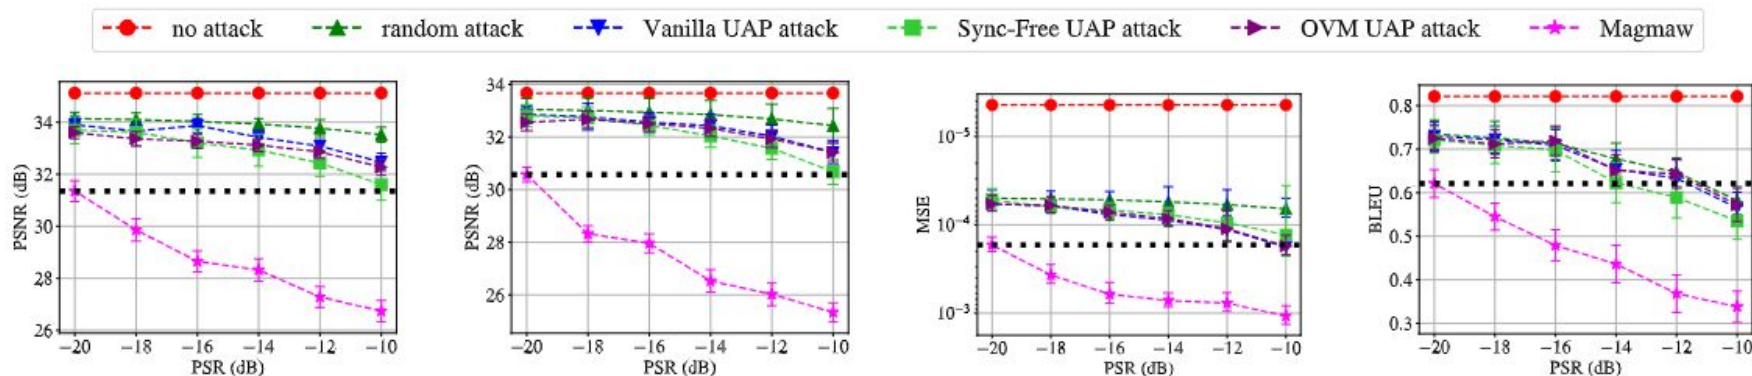 no attack random attack Vanilla UAP attack Sync-Free UAP attack OVM UAP attack Magmaw
PSNR (dB)
34
32
30
28
26
−20 −18 −16 −14 −12 −10
PSR (dB)
PSNR (dB)
34
32
30
28
26
−20 −18 −16 −14 −12 −10
PSR (dB)
MSE
10⁻⁵
10⁻⁴
10⁻³
−20 −18 −16 −14 −12 −10
PSR (dB)
BLEU
0.8
0.7
0.6
0.5
0.4
0.3
−20 −18 −16 −14 −12 −10
PSR (dB)